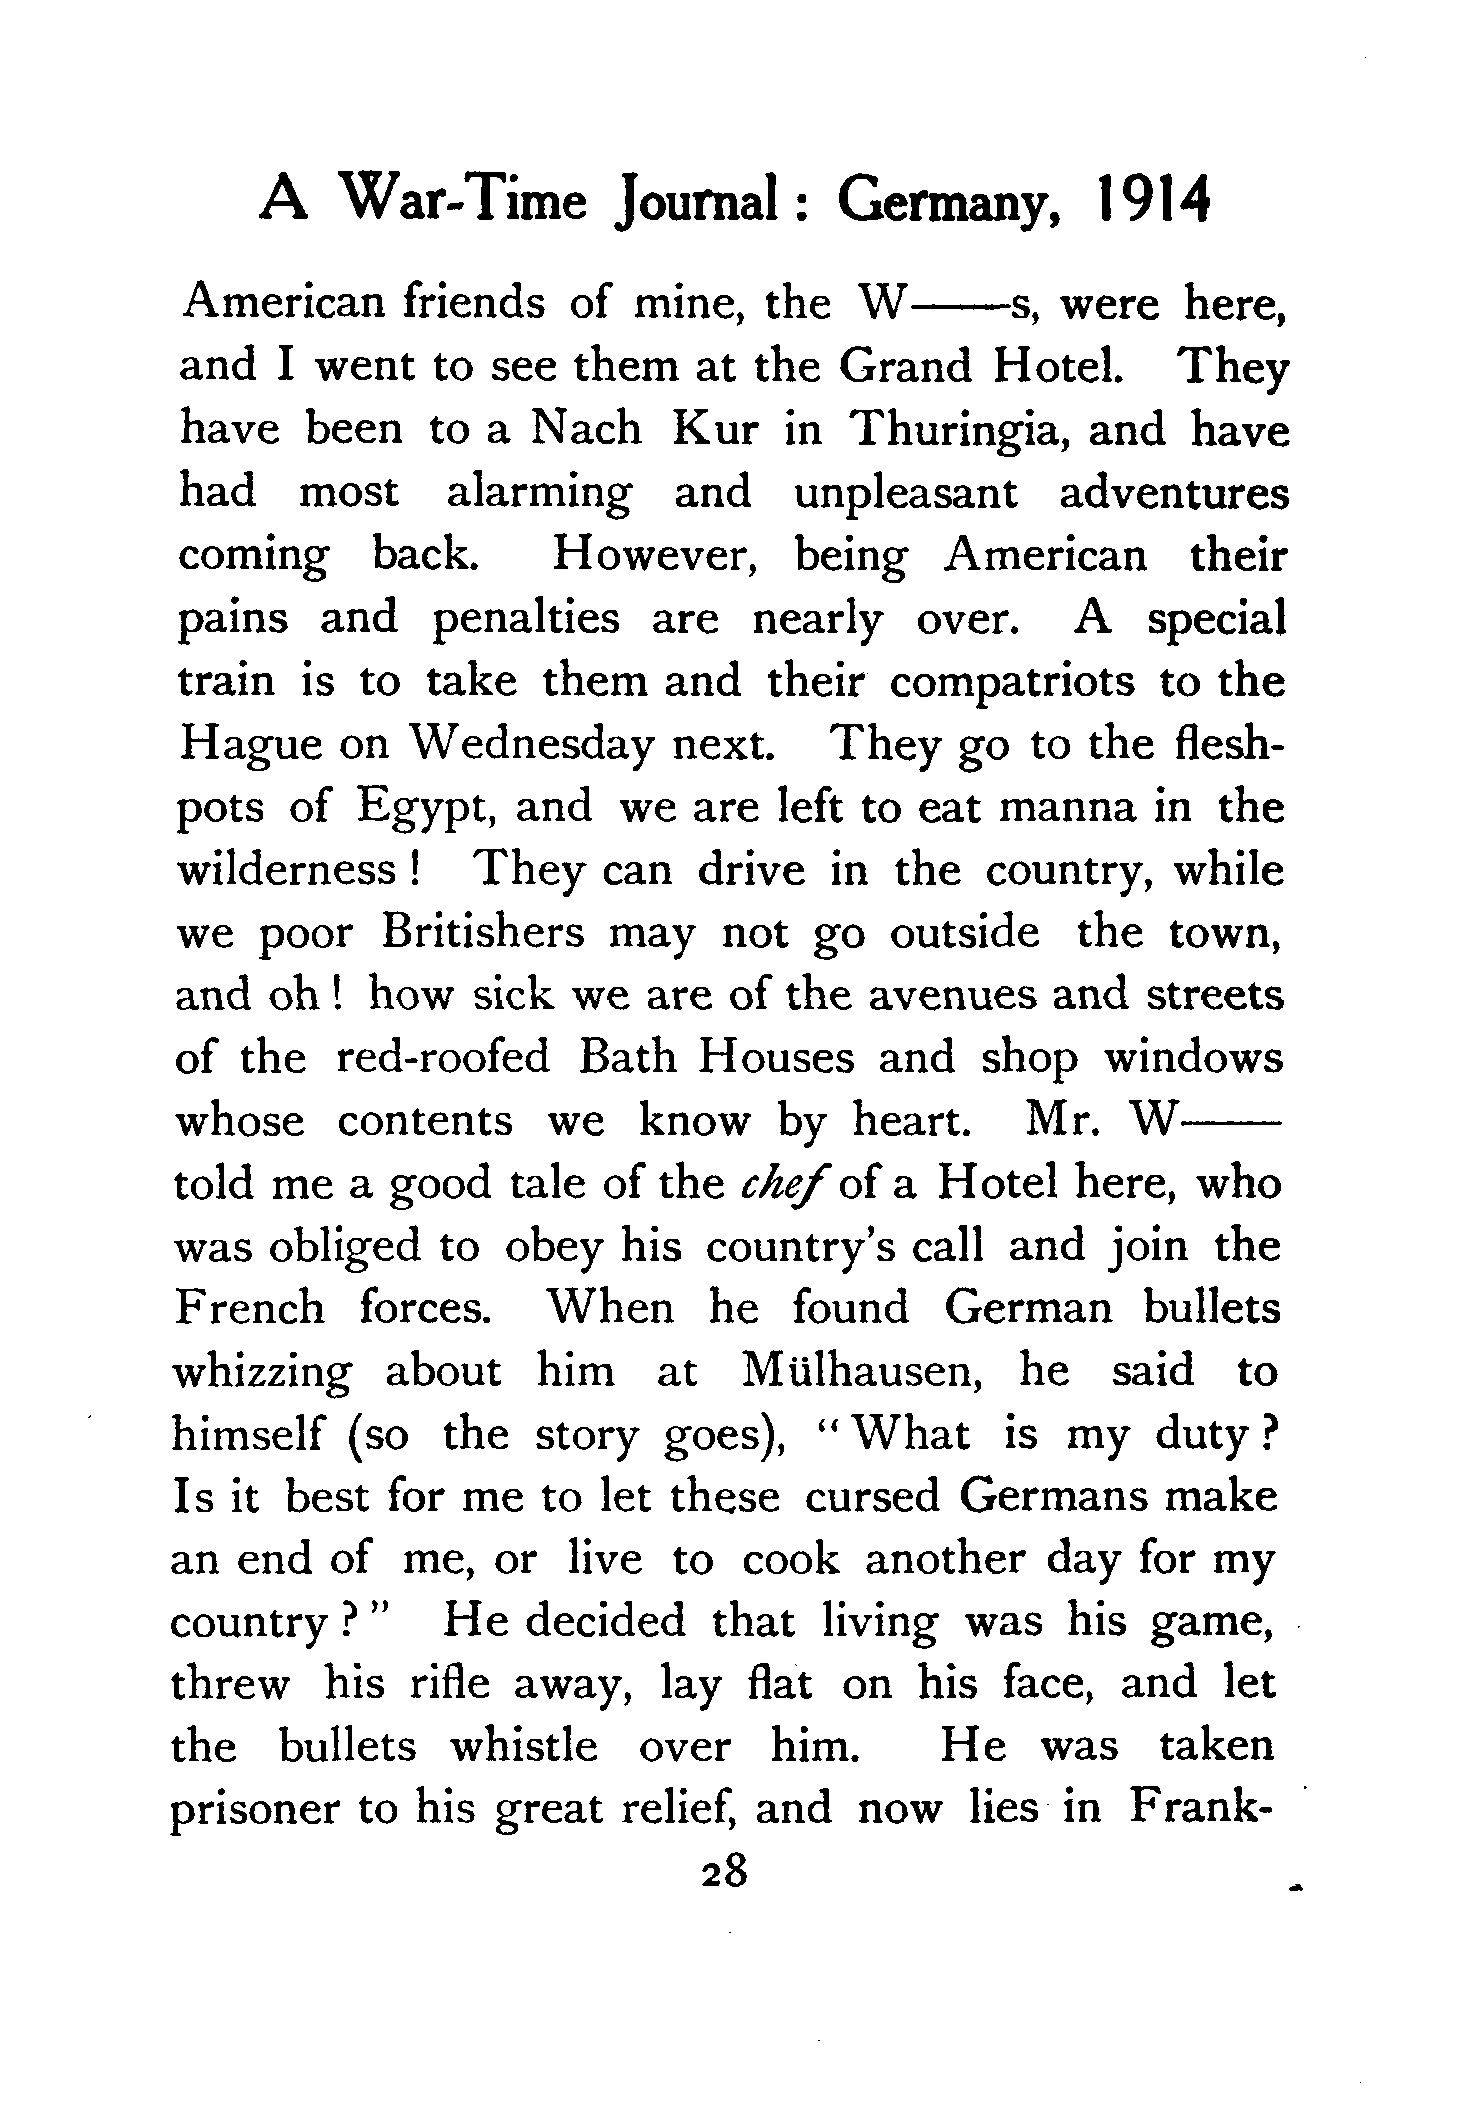 A War-Time Journal : Germany, 1914
American friends of mine, the W——s, were here,
and I went to see them at the Grand Hotel. They
have been to a Nach Kur in Thuringia, and have
had most alarming and unpleasant adventures
coming back. However, being American their
pains and penalties are nearly over. A special
train is to take them and their compatriots to the
Hague on Wednesday next. They go to the flesh-
pots of Egypt, and we are left to eat manna in the
wilderness ! They can drive in the country, while
we poor Britishers may not go outside the town,
and oh ! how sick we are of the avenues and streets
of the red-roofed Bath Houses and shop windows
whose contents we know by heart. Mr. W——
told me a good tale of the chef of a Hotel here, who
was obliged to obey his country's call and join the
French forces. When he found German bullets
whizzing about him at Mülhausen, he said to
himself (so the story goes), “ What is my duty ?
Is it best for me to let these cursed Germans make
an end of me, or live to cook another day for my
country ? ” He decided that living was his game,
threw his rifle away, lay flat on his face, and let
the bullets whistle over him. He was taken
prisoner to his great relief, and now lies in Frank-
28